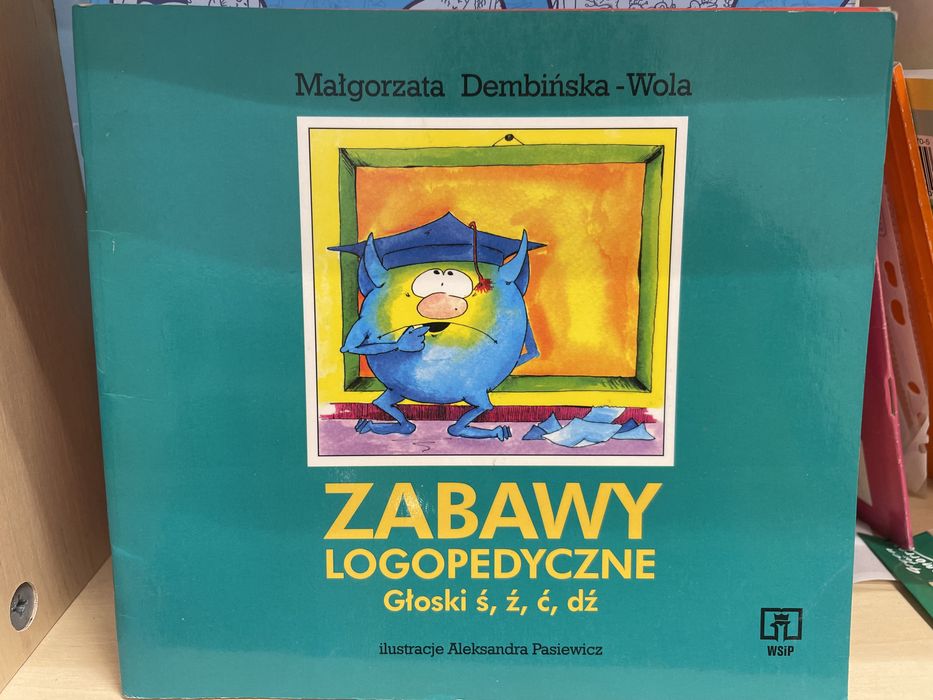 Małgorzata Dembińska-Wola
ZABAWY
LOGOPEDYCZNE
Głoski ś, ź, ć, dź
ilustracje Aleksandra Pasiewicz
WSiP